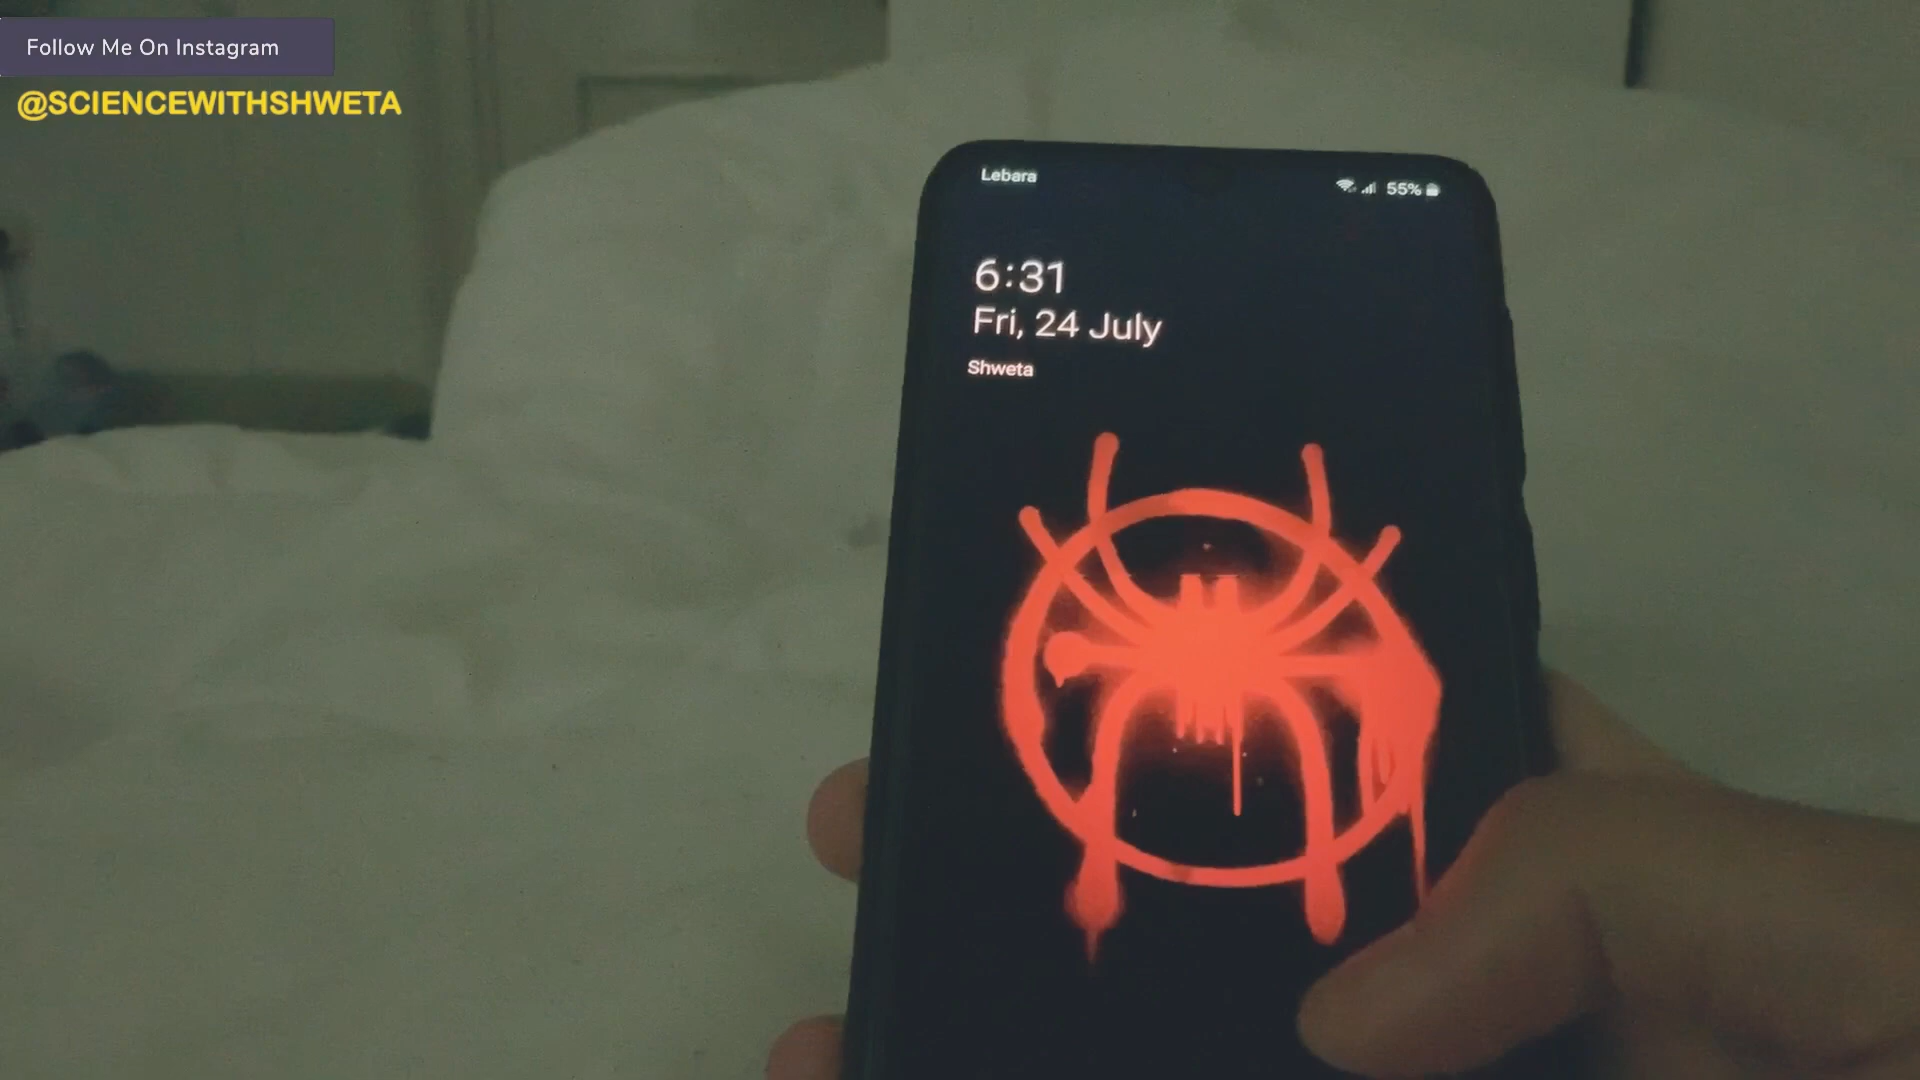 Follow Me On Instagram
@SCIENCEWITHSHWETA
Lebara
55%
6:31
Fri, 24 July
Shweta